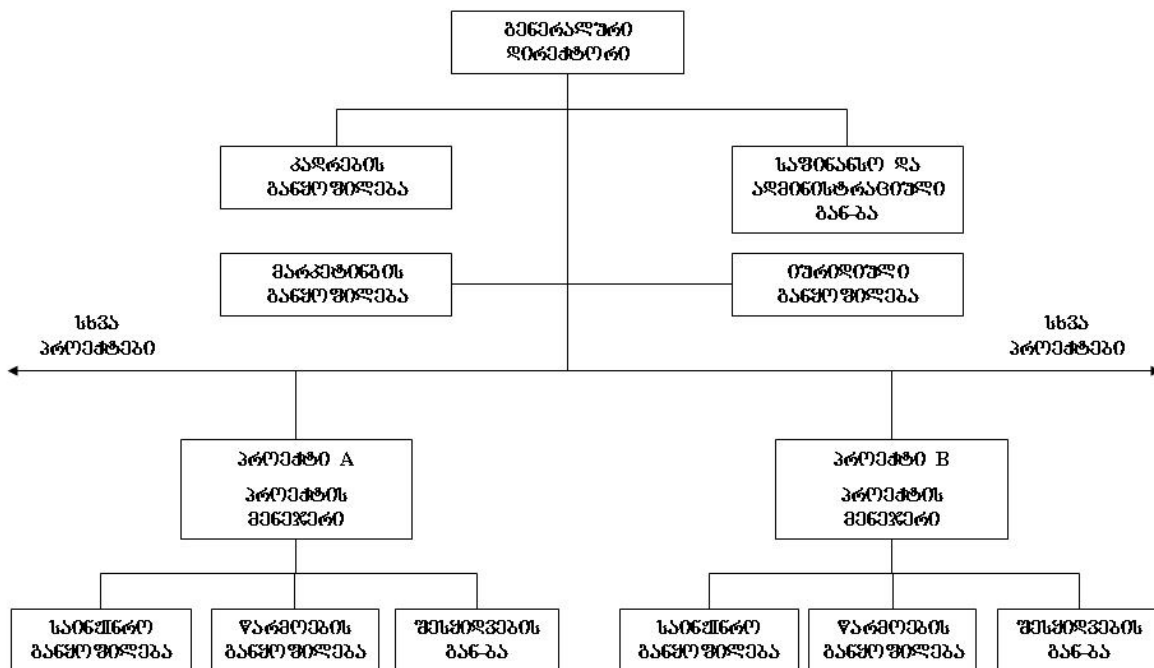 გენერალური
დირექტორი
კადრების
განყოფილება
საფინანსო და
ადმინისტრაციული
გან-ბა
მარკეტინგის
განყოფილება
იურიდიული
განყოფილება
სხვა
პროექტები
სხვა
პროექტები
პროექტი A
პროექტის
მენეჯერი
პროექტი B
პროექტის
მენეჯერი
საინჟინრო
განყოფილება
წარმოების
განყოფილება
შესყიდვების
გან-ბა
საინჟინრო
განყოფილება
წარმოების
განყოფილება
შესყიდვების
გან-ბა